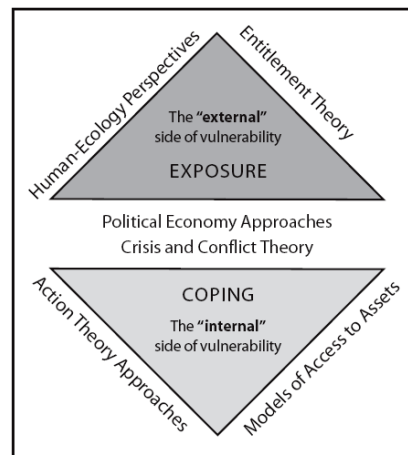 Human-Ecology Perspectives
Entitlement Theory
The "external"
side of vulnerability
EXPOSURE
Political Economy Approaches
Crisis and Conflict Theory
COPING
The "internal"
side of vulnerability
Action Theory Approaches
Models of Access to Assets